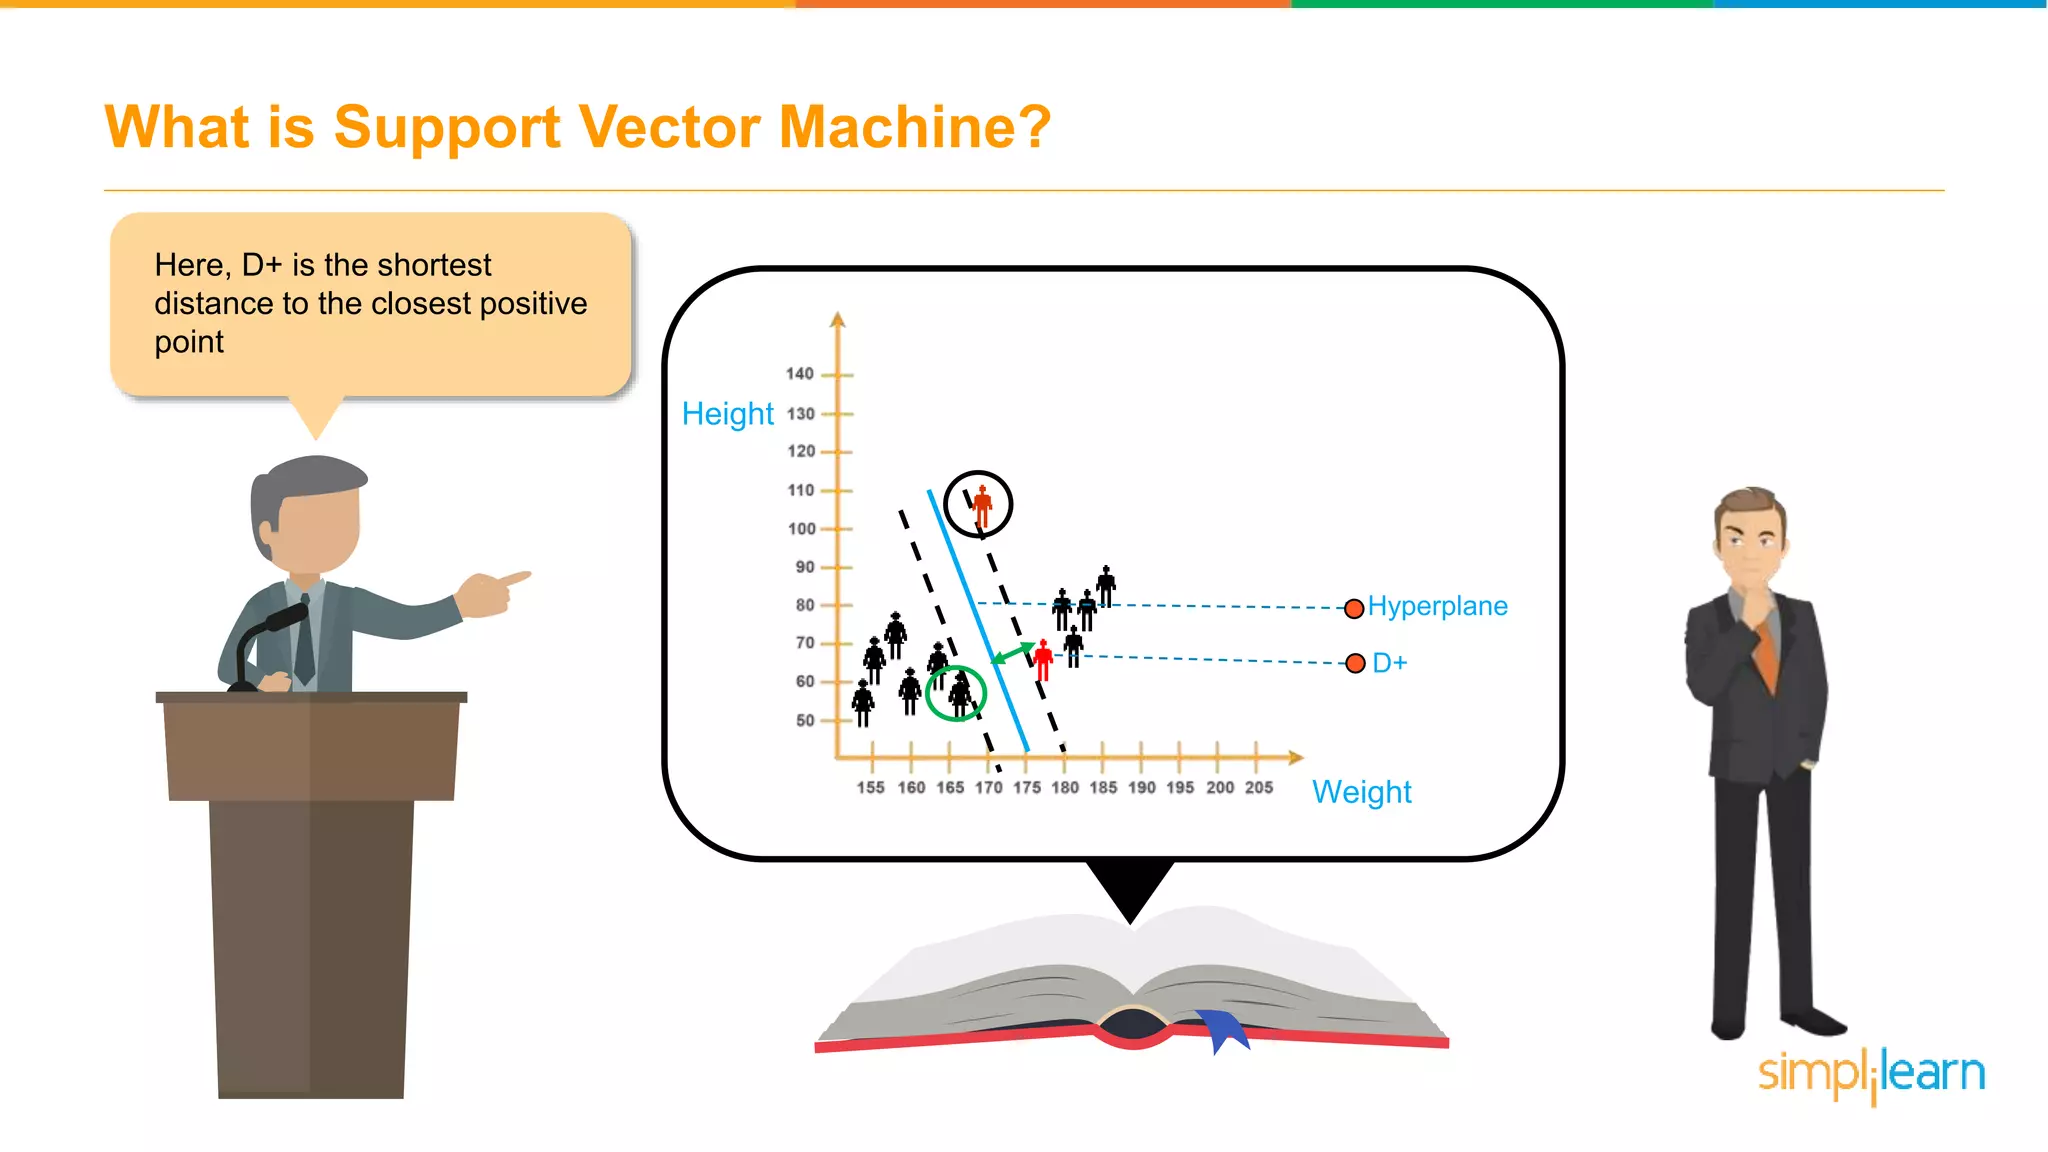 What is Support Vector Machine?
Here, D+ is the shortest
distance to the closest positive
point
140
Height 130
120
110
100
90
80 Hyperplane
70
D+
60
50
155 160 165 170 175 180 185 190 195 200 205 Weight
simplilearn